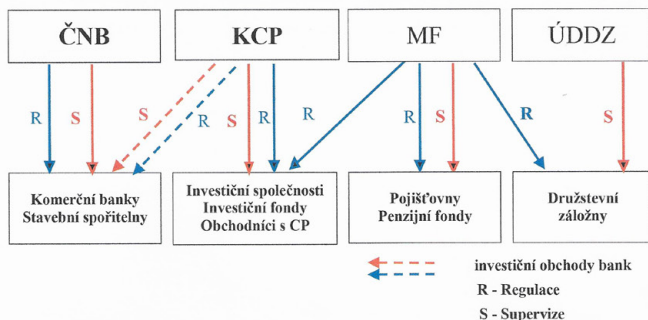 ČNB
KCP
MF
ÚDDZ
R
S
S
R
S
R
R
R
S
R
S
Komerční banky
Stavební spořitelny
Investiční společnosti
Investiční fondy
Obchodníci s CP
Pojišťovny
Penzijní fondy
Družstevní
záložny
investiční obchody bank
R - Regulace
S - Supervize